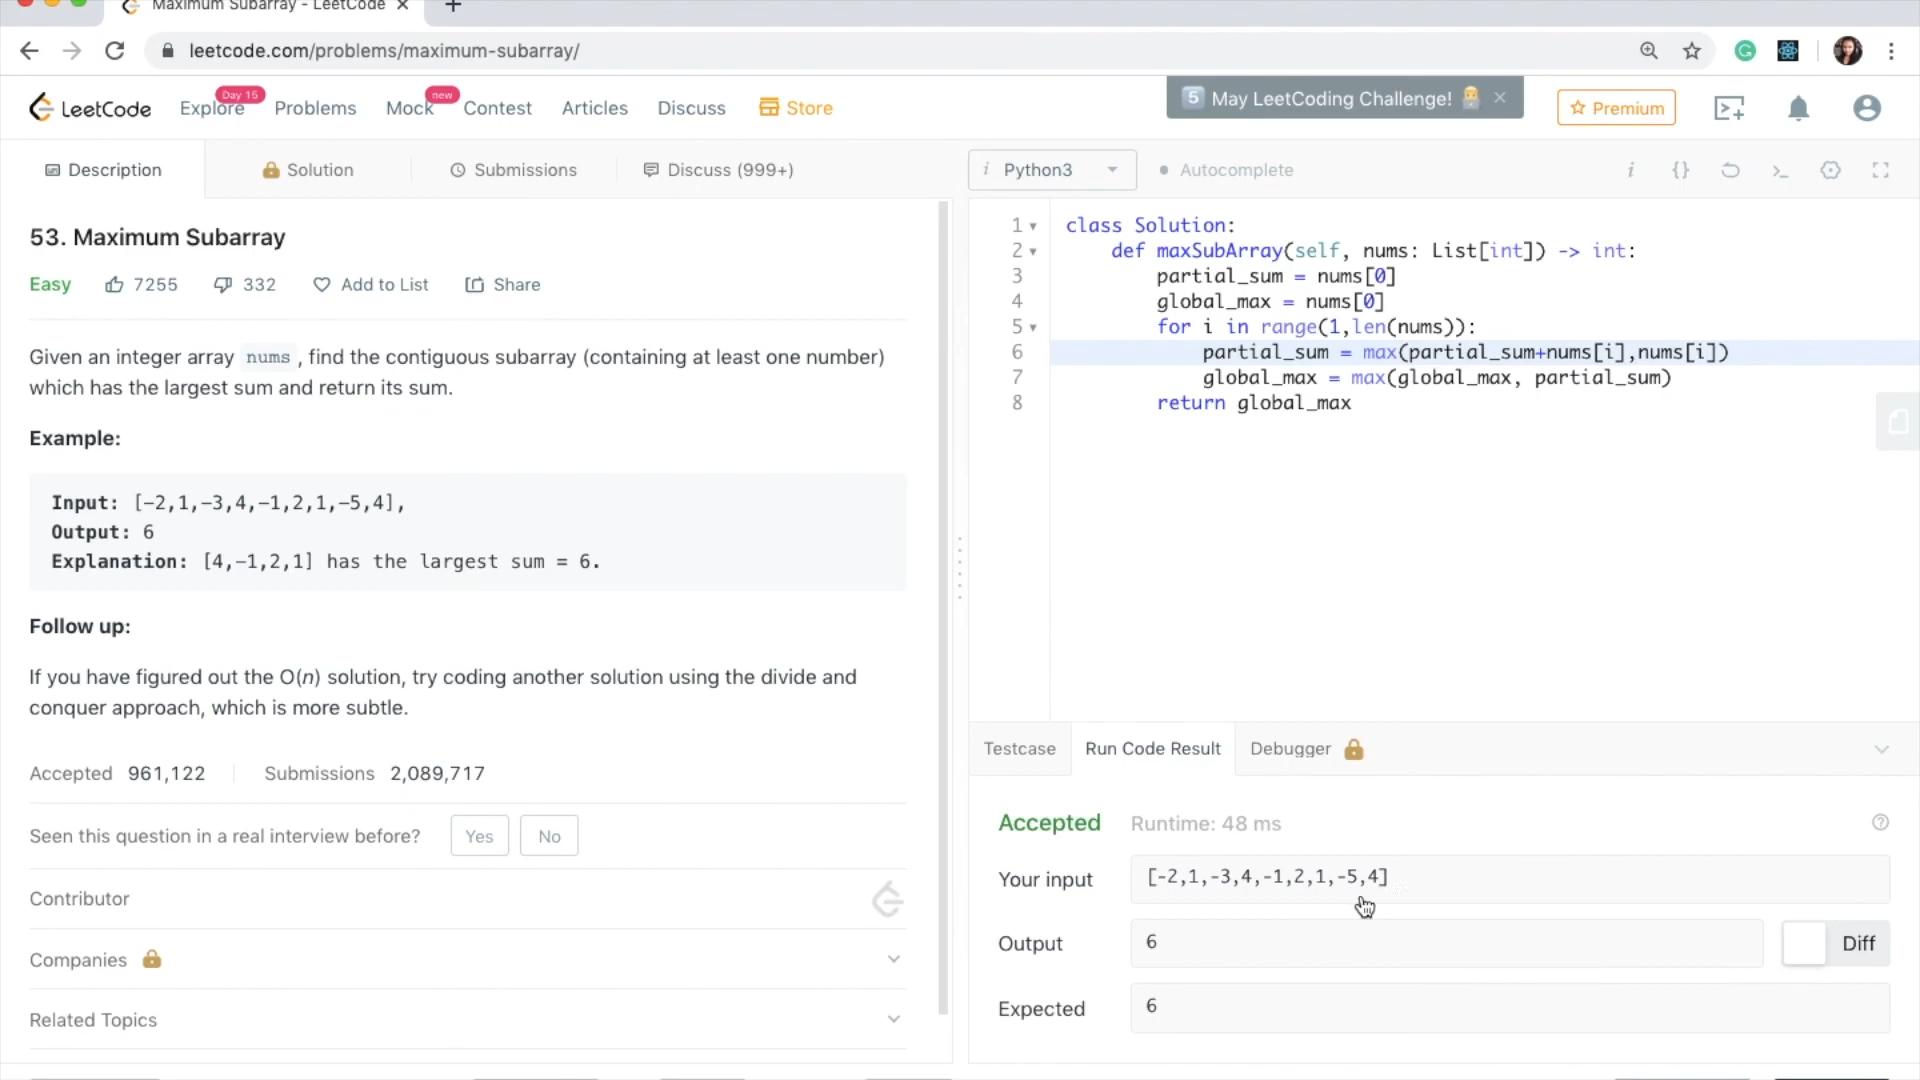 Maximum Subarray - LeetCode
leetcode.com/problems/maximum-subarray/
LeetCode
Explore
Day 15
Problems
Mock
new
Contest
Articles
Discuss
Store
5 May LeetCoding Challenge!
Premium
Description
Solution
Submissions
Discuss (999+)
53. Maximum Subarray
Easy
7255
332
Add to List
Share
Given an integer array nums, find the contiguous subarray (containing at least one number)
which has the largest sum and return its sum.
Example:
Input: [-2,1,-3,4,-1,2,1,-5,4],
Output: 6
Explanation: [4,-1,2,1] has the largest sum = 6.
Follow up:
If you have figured out the O(n) solution, try coding another solution using the divide and
conquer approach, which is more subtle.
Accepted 961,122
Submissions 2,089,717
Seen this question in a real interview before?
Yes
No
Contributor
Companies
Related Topics
i Python3
Autocomplete
i {} >_
1 class Solution:
2 def maxSubArray(self, nums: List[int]) -> int:
3 partial_sum = nums[0]
4 global_max = nums[0]
5 for i in range(1,len(nums)):
6 partial_sum = max(partial_sum+nums[i],nums[i])
7 global_max = max(global_max, partial_sum)
8 return global_max
Testcase
Run Code Result
Debugger
Accepted
Runtime: 48 ms
Your input
[-2,1,-3,4,-1,2,1,-5,4]
Output
6
Diff
Expected
6